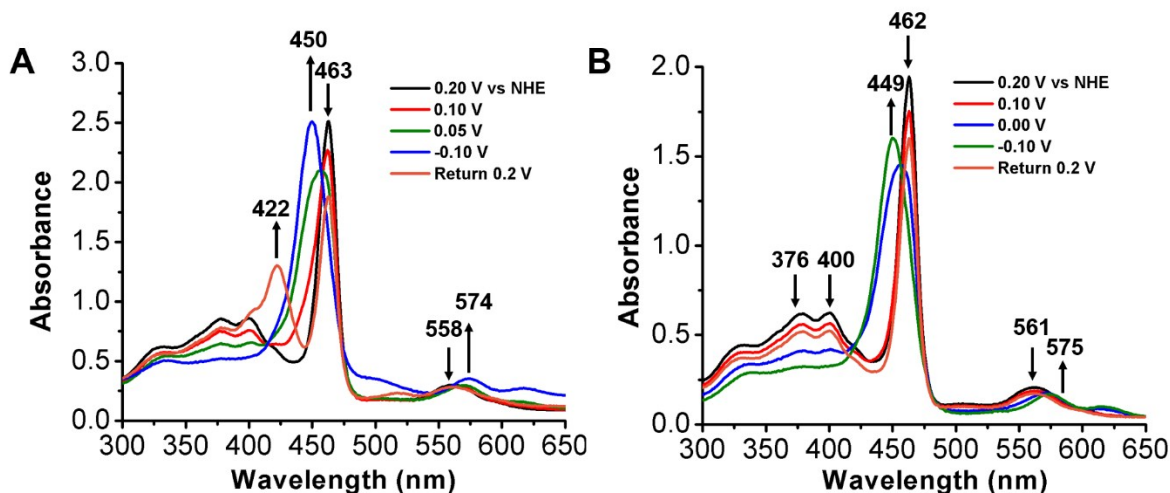 A
Absorbance
3.0
2.5
2.0
1.5
1.0
0.5
0.0
300 350 400 450 500 550 600 650
Wavelength (nm)
450
463
422
558
574
0.20 V vs NHE
0.10 V
0.05 V
-0.10 V
Return 0.2 V
B
Absorbance
2.0
1.5
1.0
0.5
0.0
300 350 400 450 500 550 600 650
Wavelength (nm)
462
449
376
400
561
575
0.20 V vs NHE
0.10 V
0.00 V
-0.10 V
Return 0.2 V